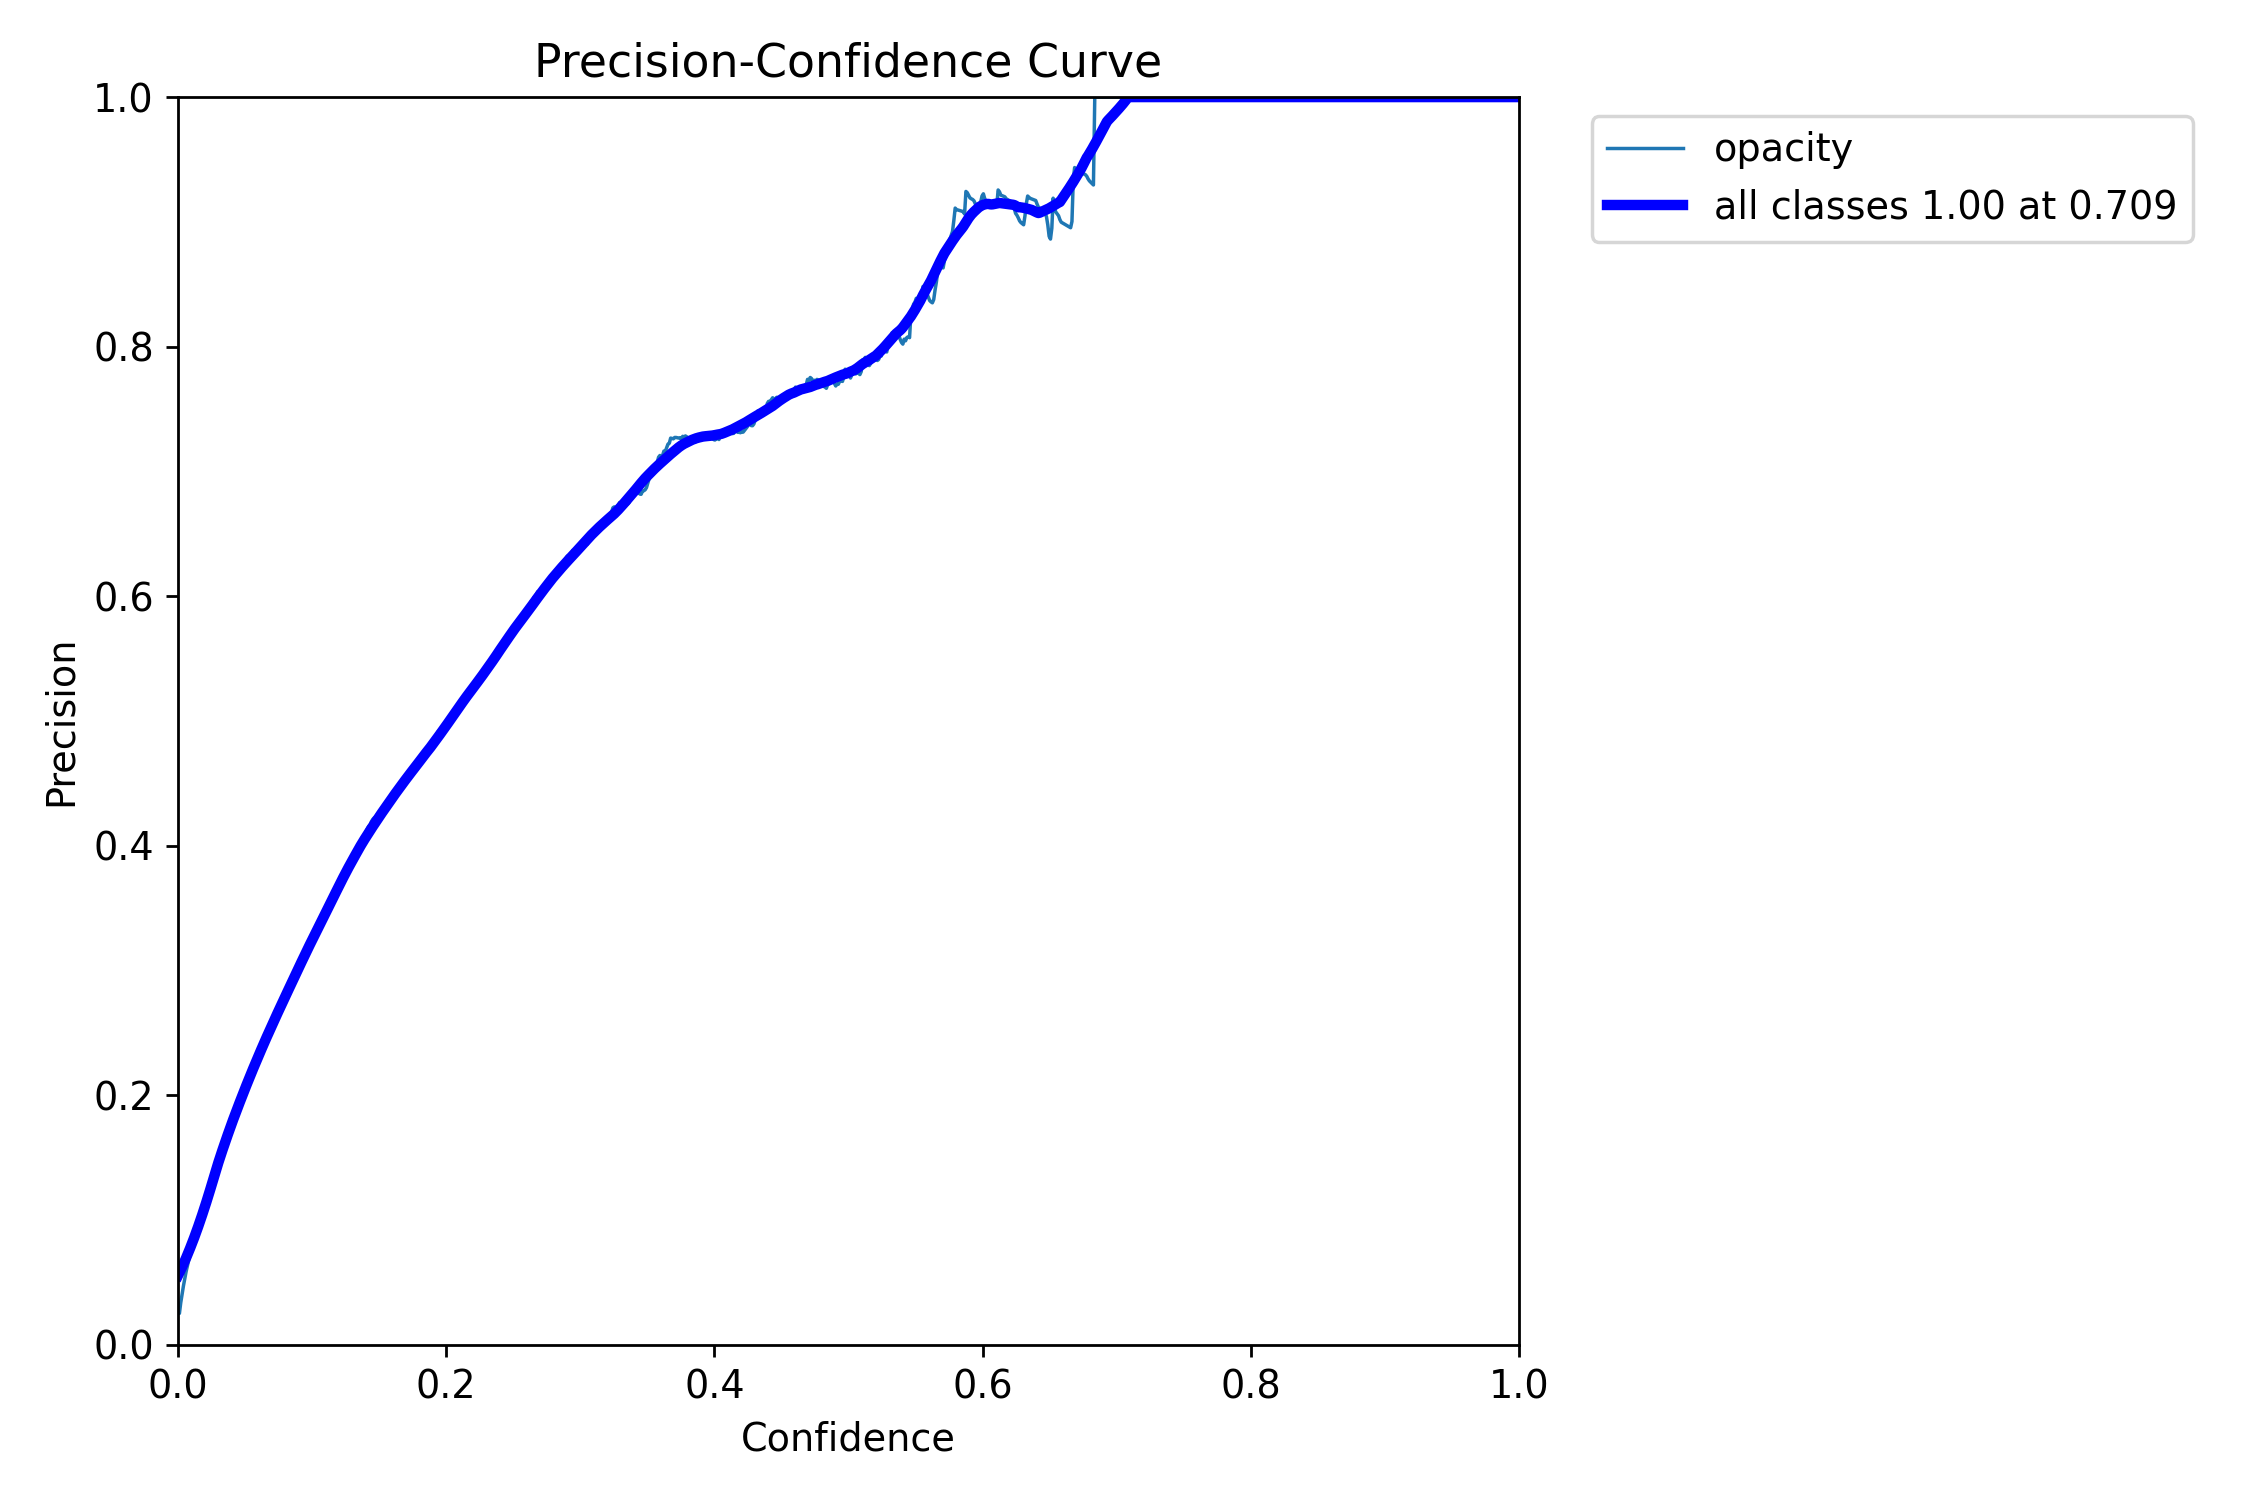 Precision-Confidence Curve
1.0
0.8
0.6
0.4
0.2
0.0
Precision
0.0 0.2 0.4 0.6 0.8 1.0
Confidence
opacity
all classes 1.00 at 0.709